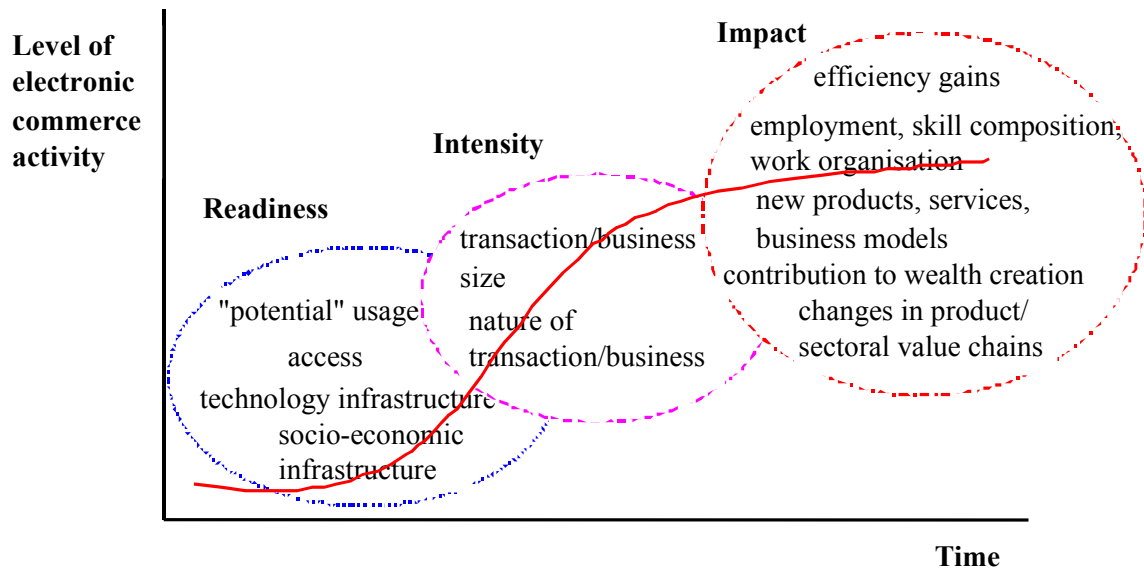 Level of
electronic
commerce
activity
Impact
efficiency gains
employment, skill composition,
work organisation
new products, services,
business models
contribution to wealth creation
changes in product/
sectoral value chains
Intensity
transaction/business
size
nature of
transaction/business
Readiness
"potential" usage
access
technology infrastructure
socio-economic
infrastructure
Time